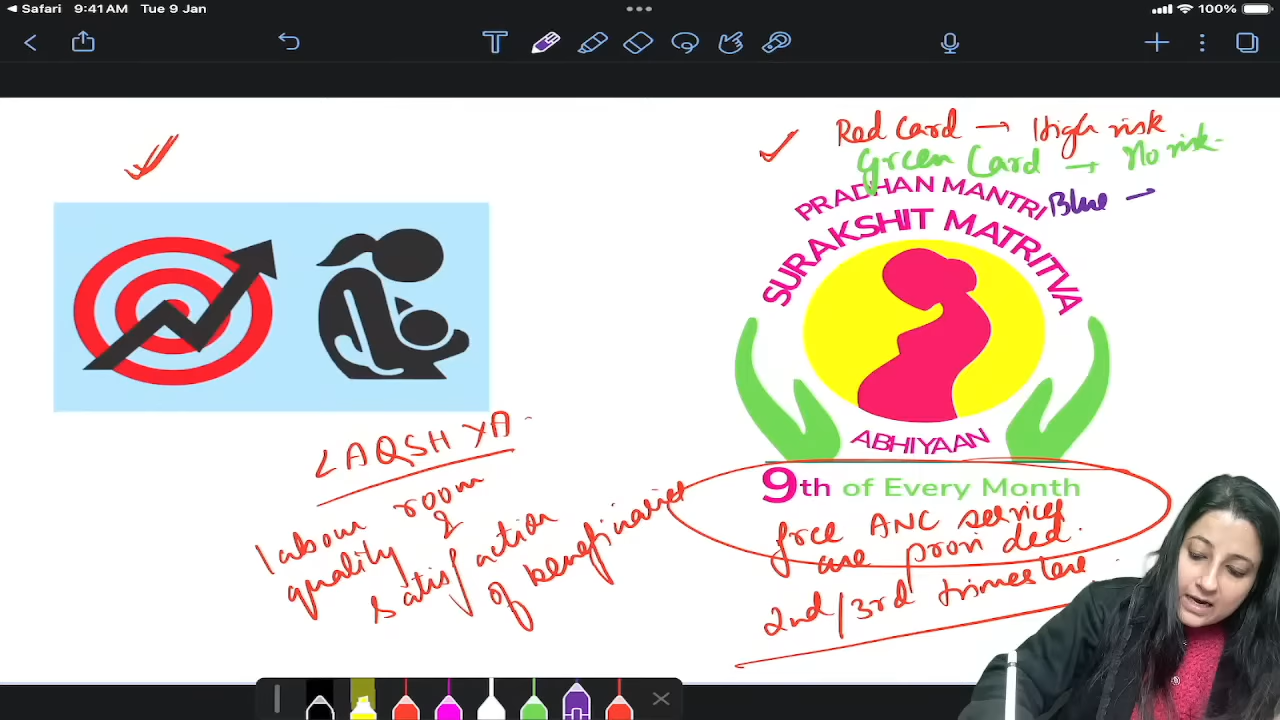 Safari 9:41 AM Tue 9 Jan
100%
T
Red Card → High risk
Green Card → No risk
Blue →
PRADHAN MANTRI
SURAKSHIT MATRITVA
ABHIYAAN
9th of Every Month
free ANC services
are provided.
2nd/3rd trimester
LAQSHYA
labour room
quality &
satisfaction
of beneficiaries